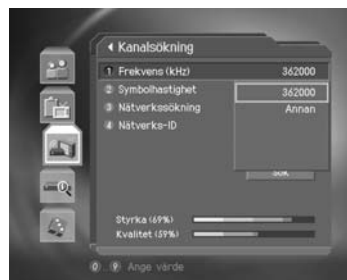 Kanalsökning
1 Frekvens (kHz) 362000
2 Symbolhastighet 362000
3 Nätverkssökning Annan
4 Nätverks-ID
SÖK
Styrka (69%)
Kvalitet (59%)
0 ... 9 Ange värde